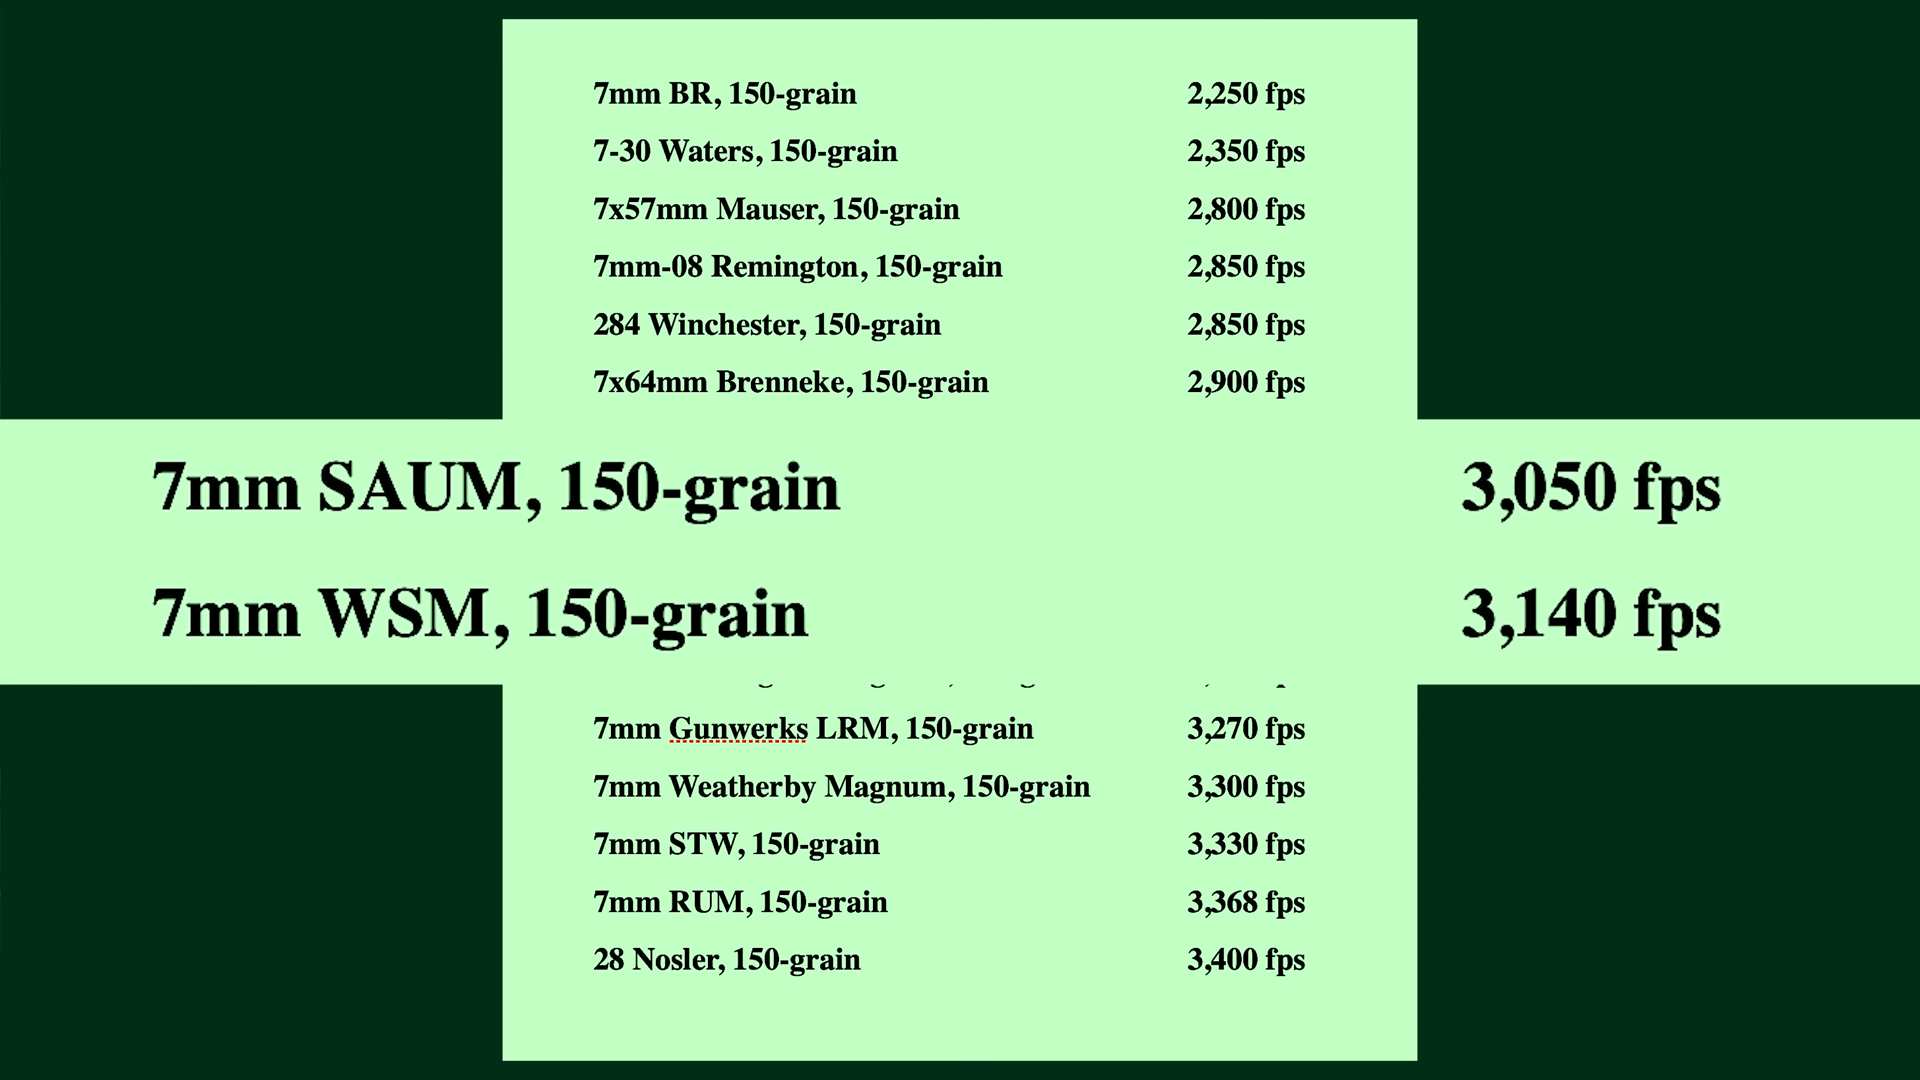 7mm BR, 150-grain 2,250 fps
7-30 Waters, 150-grain 2,350 fps
7x57mm Mauser, 150-grain 2,800 fps
7mm-08 Remington, 150-grain 2,850 fps
284 Winchester, 150-grain 2,850 fps
7x64mm Brenneke, 150-grain 2,900 fps
7mm SAUM, 150-grain 3,050 fps
7mm WSM, 150-grain 3,140 fps
7mm Gunwerks LRM, 150-grain 3,270 fps
7mm Weatherby Magnum, 150-grain 3,300 fps
7mm STW, 150-grain 3,330 fps
7mm RUM, 150-grain 3,368 fps
28 Nosler, 150-grain 3,400 fps